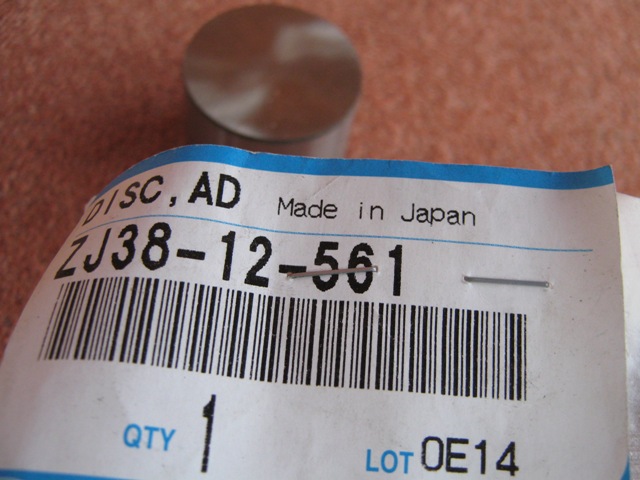 DISC, AD Made in Japan
ZJ38-12-561
QTY 1 LOT 0E14